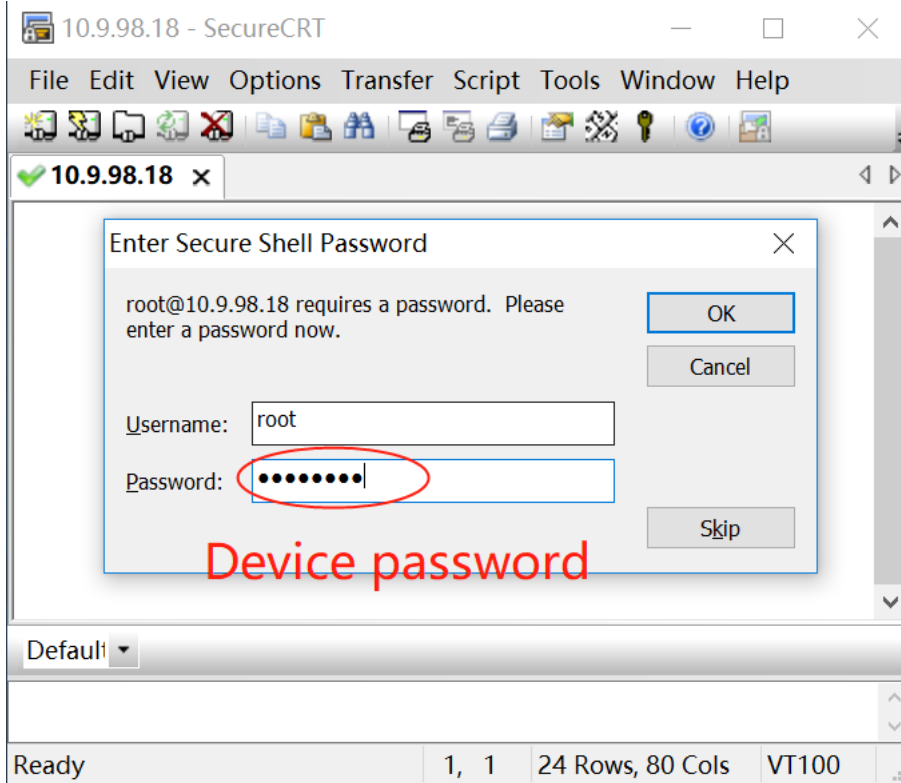 10.9.98.18 - SecureCRT
File Edit View Options Transfer Script Tools Window Help
10.9.98.18
Enter Secure Shell Password
root@10.9.98.18 requires a password. Please
enter a password now.
OK
Cancel
Username: root
Password: ●●●●●●●●
Skip
Device password
Default
Ready 1, 1 24 Rows, 80 Cols VT100